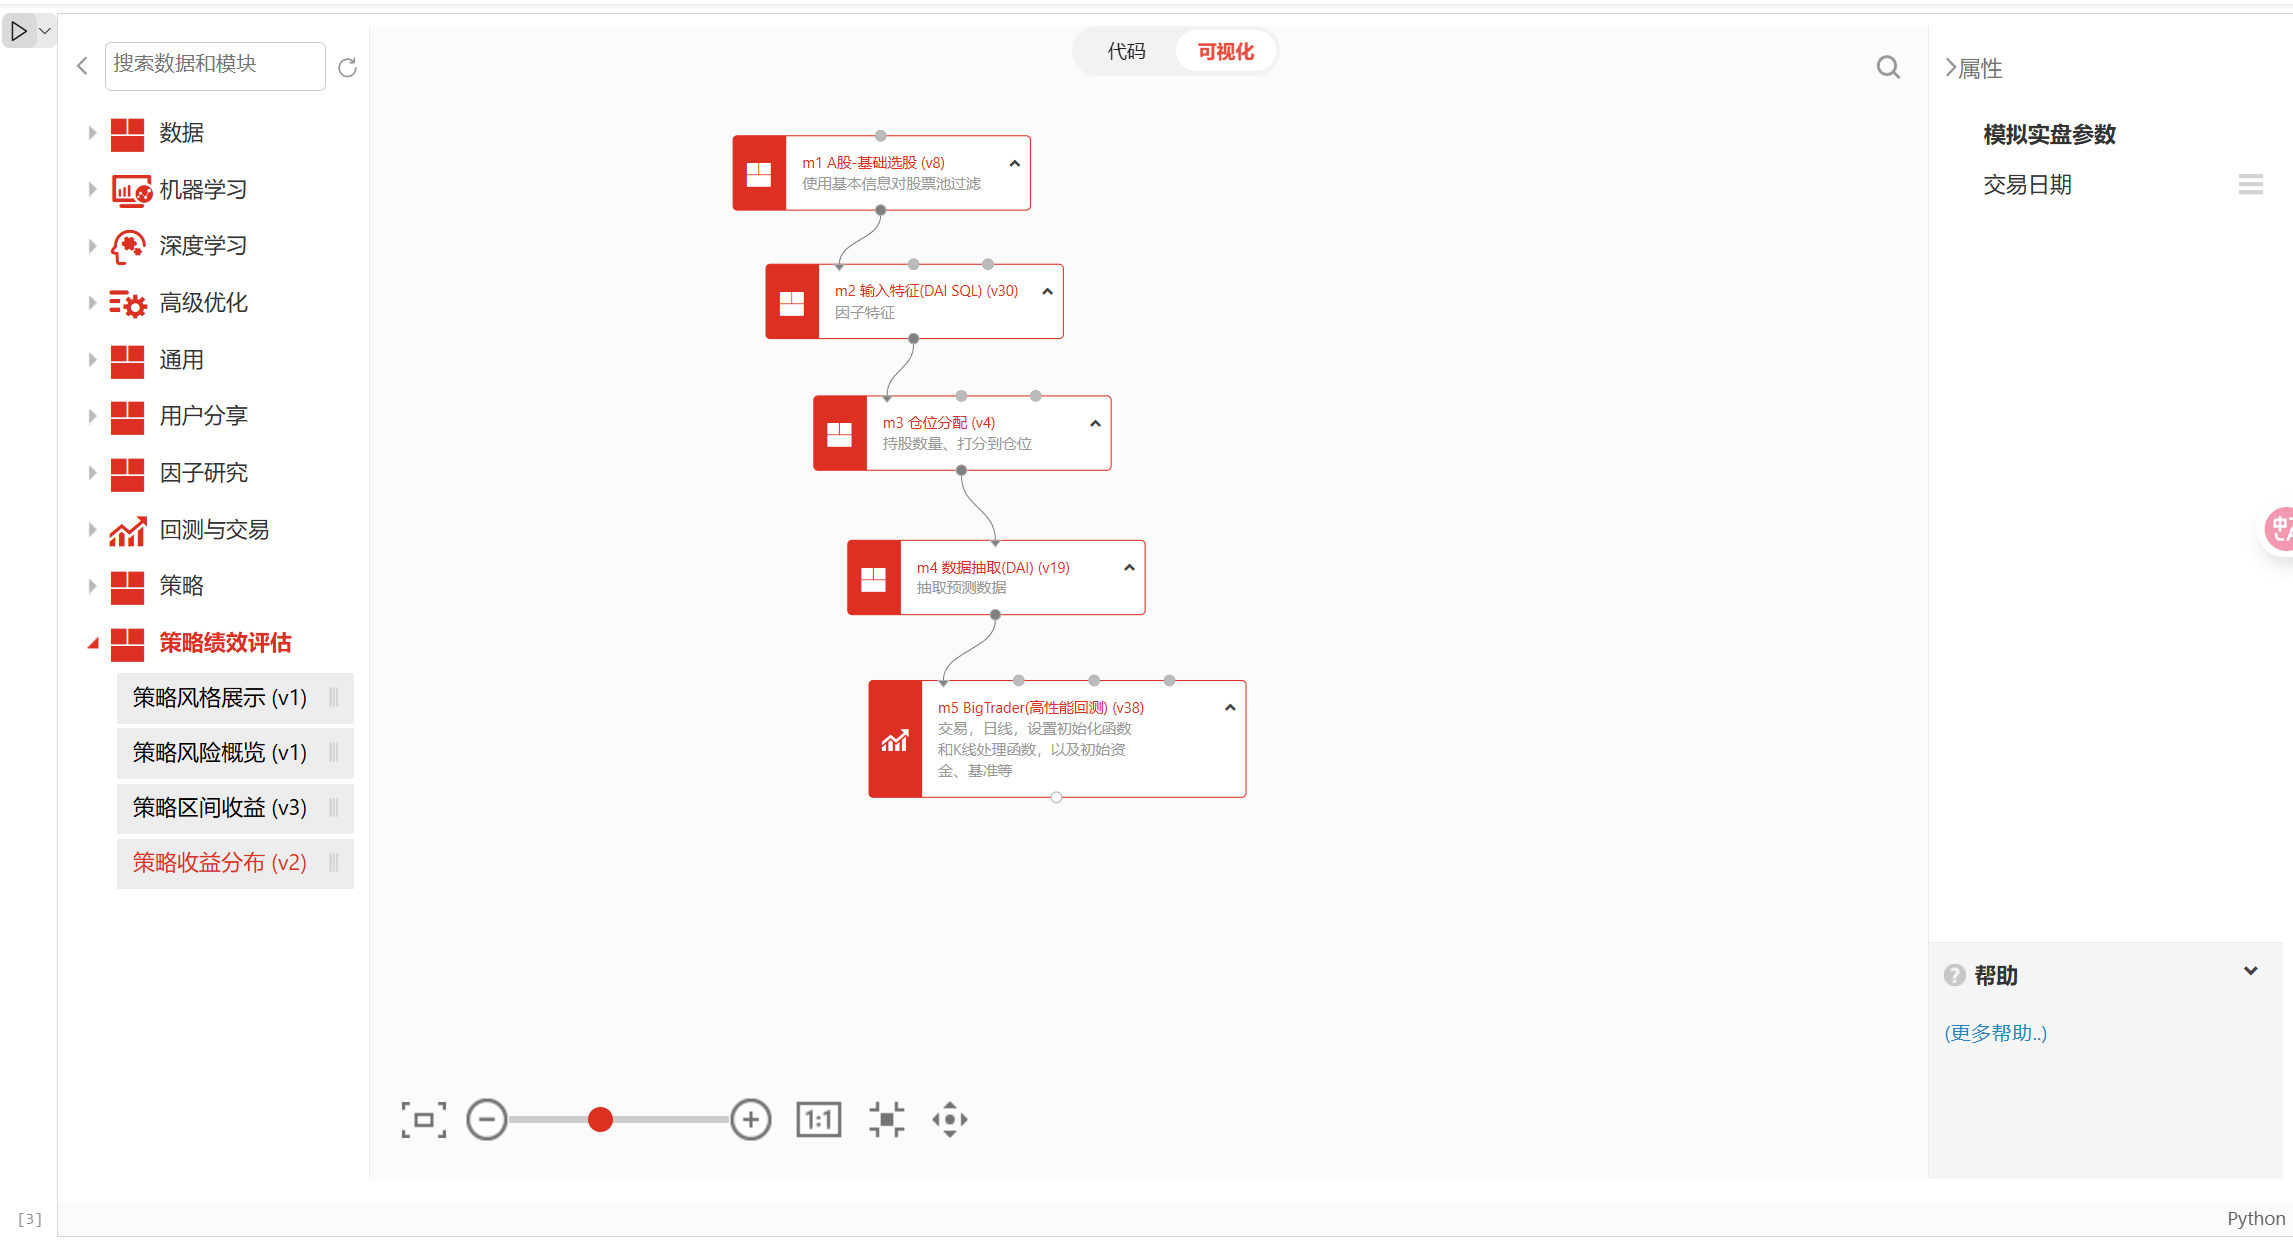 搜索数据和模块
数据
机器学习
深度学习
高级优化
通用
用户分享
因子研究
回测与交易
策略
策略绩效评估
策略风格展示 (v1)
策略风险概览 (v1)
策略区间收益 (v3)
策略收益分布 (v2)
代码
可视化
m1 A股-基础选股 (v8)
使用基本信息对股票池过滤
m2 输入特征(DAI SQL) (v30)
因子特征
m3 仓位分配 (v4)
持股数量、打分到仓位
m4 数据抽取(DAI) (v19)
抽取预测数据
m5 BigTrader(高性能回测) (v38)
交易，日线，设置初始化函数
和K线处理函数，以及初始资
金、基准等
1:1
属性
模拟实盘参数
交易日期
中
?
帮助
(更多帮助..)
[3]
Python